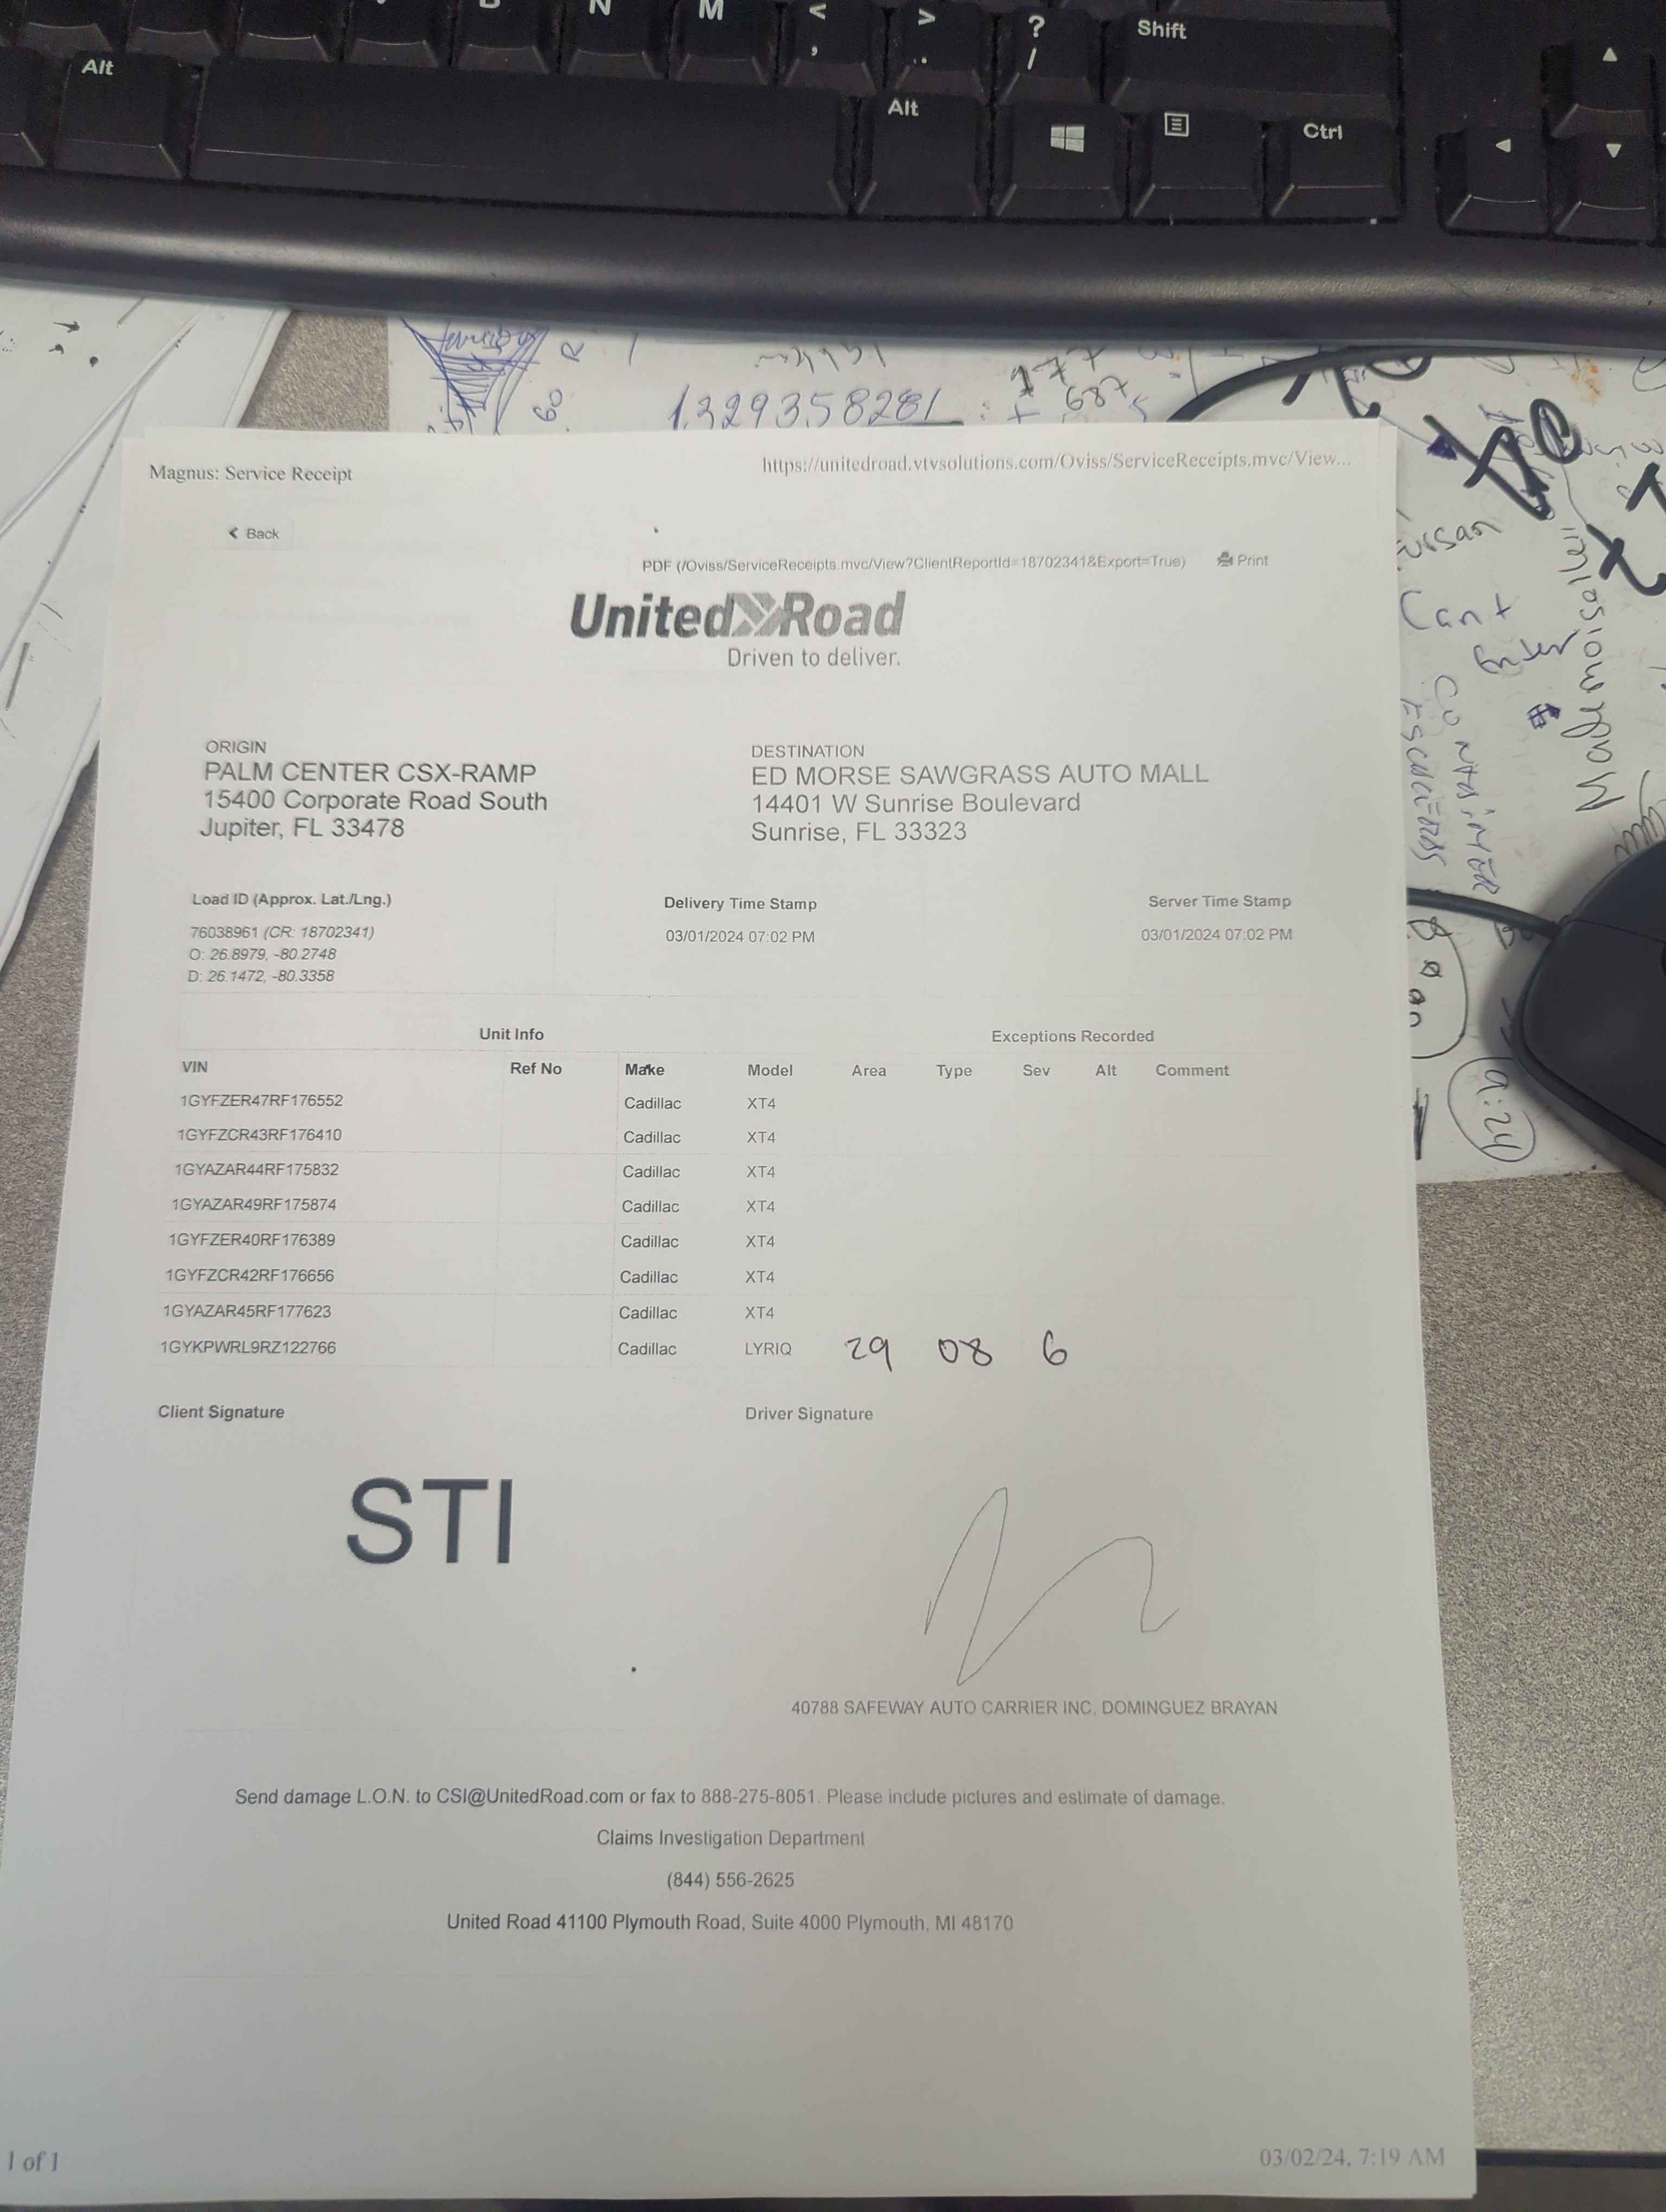 B N M < , > . ? / Shift
Alt Alt Ctrl
1.329358281
+ 687
Magnus: Service Receipt
https://unitedroad.vtvsolutions.com/Oviss/ServiceReceipts.mvc/View...
Back
PDF (/Oviss/ServiceReceipts.mvc/View?ClientReportId=18702341&Export=True) Print
United Road
Driven to deliver.
Can't
Enter
CONTAINER
9:24
ORIGIN
PALM CENTER CSX-RAMP
15400 Corporate Road South
Jupiter, FL 33478
DESTINATION
ED MORSE SAWGRASS AUTO MALL
14401 W Sunrise Boulevard
Sunrise, FL 33323
Load ID (Approx. Lat./Lng.) Delivery Time Stamp Server Time Stamp
76038961 (CR: 18702341) 03/01/2024 07:02 PM 03/01/2024 07:02 PM
O: 26.8979, -80.2748
D: 26.1472, -80.3358
Unit Info Exceptions Recorded
VIN Ref No Make Model Area Type Sev Alt Comment
1GYFZER47RF176552 Cadillac XT4
1GYFZCR43RF176410 Cadillac XT4
1GYAZAR44RF175832 Cadillac XT4
1GYAZAR49RF175874 Cadillac XT4
1GYFZER40RF176389 Cadillac XT4
1GYFZCR42RF176656 Cadillac XT4
1GYAZAR45RF177623 Cadillac XT4
1GYKPWRL9RZ122766 Cadillac LYRIQ 29 08 6
Client Signature Driver Signature
STI
40788 SAFEWAY AUTO CARRIER INC, DOMINGUEZ BRAYAN
Send damage L.O.N. to CSI@UnitedRoad.com or fax to 888-275-8051. Please include pictures and estimate of damage.
Claims Investigation Department
(844) 556-2625
United Road 41100 Plymouth Road, Suite 4000 Plymouth, MI 48170
1 of 1 03/02/24, 7:19 AM